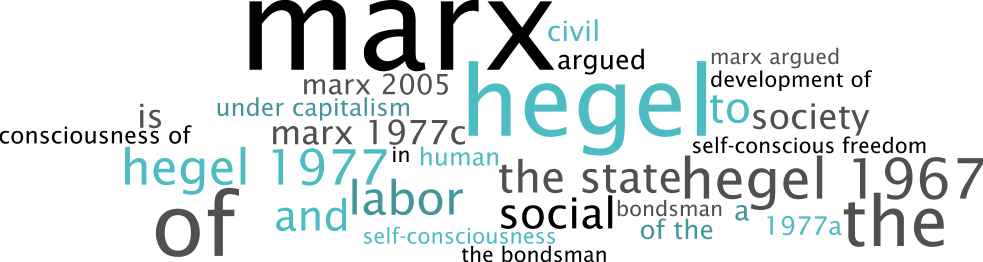 marx
civil
argued
marx argued
marx 2005
hegel
development of
under capitalism
to
is
society
consciousness of
marx 1977c
self-conscious freedom
hegel 1977
in
human
the state
hegel 1967
labor
of
and
social
bondsman
a
1977a
the
self-consciousness
of the
the bondsman